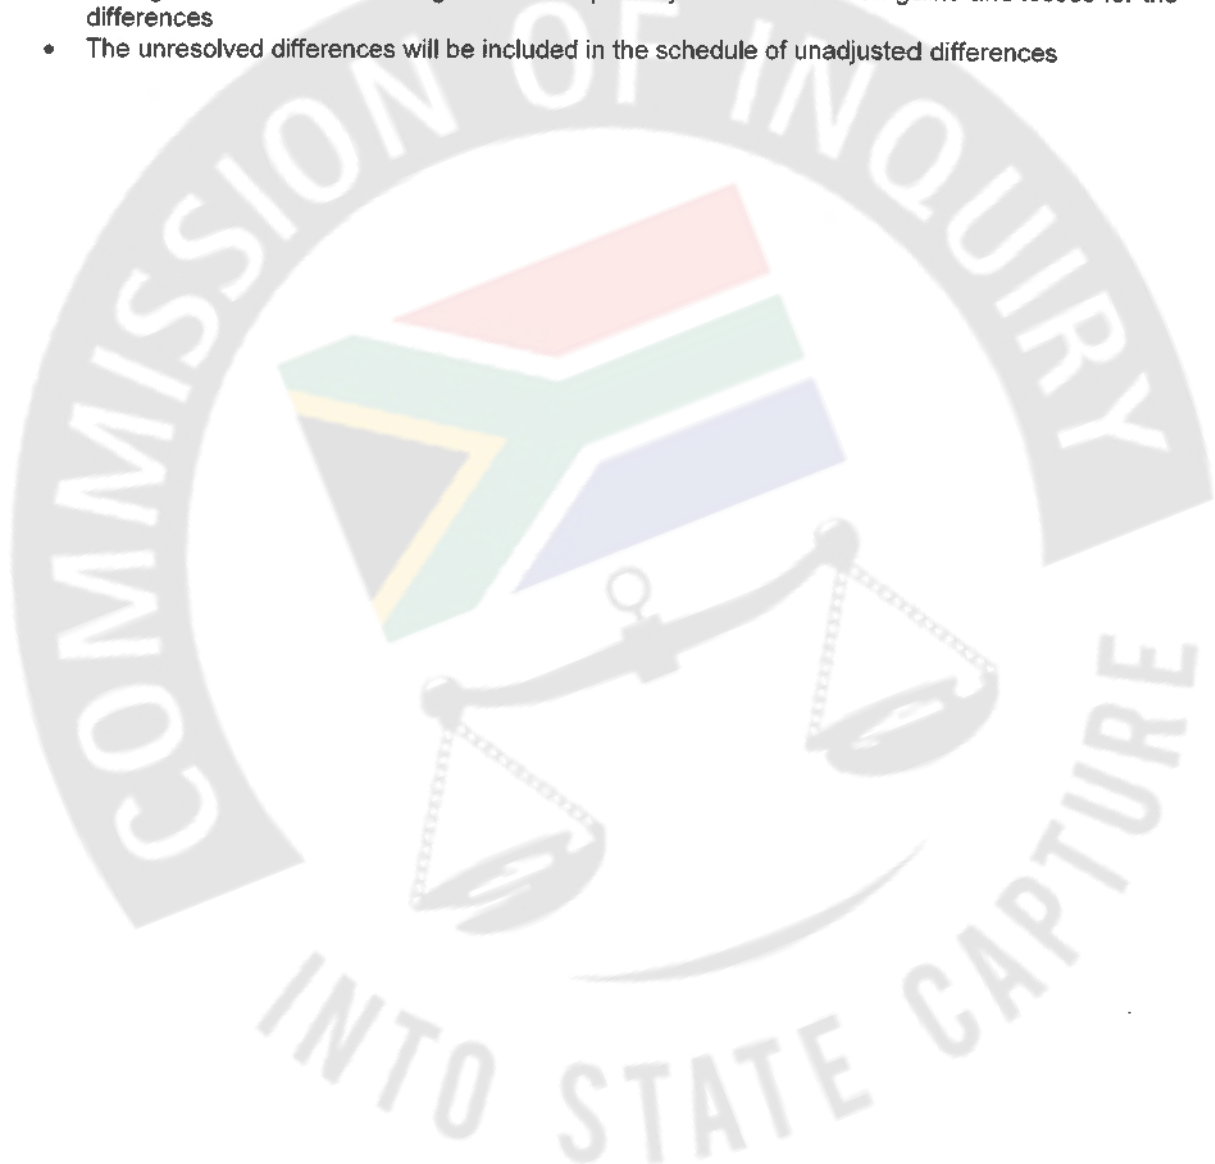 differences
• The unresolved differences will be included in the schedule of unadjusted differences
COMMISSION OF INQUIRY
INTO STATE CAPTURE